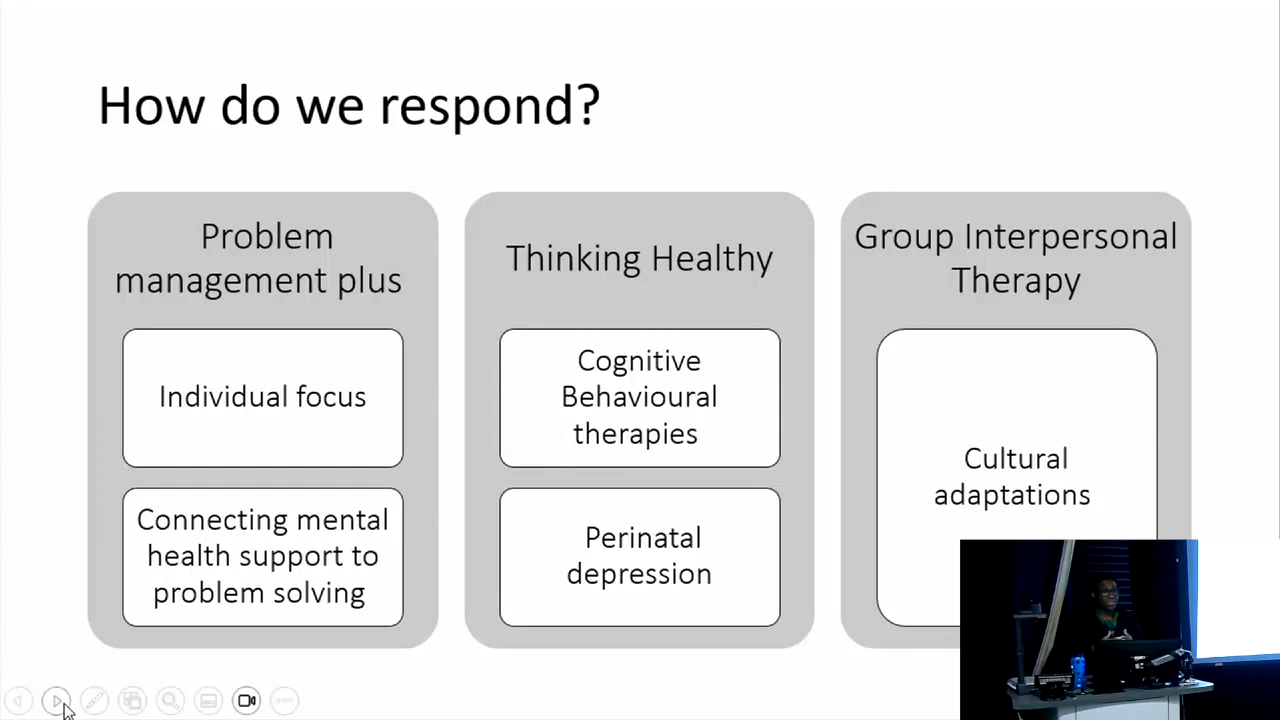 How do we respond?
Problem
management plus
Individual focus
Connecting mental
health support to
problem solving
Thinking Healthy
Cognitive
Behavioural
therapies
Perinatal
depression
Group Interpersonal
Therapy
Cultural
adaptations